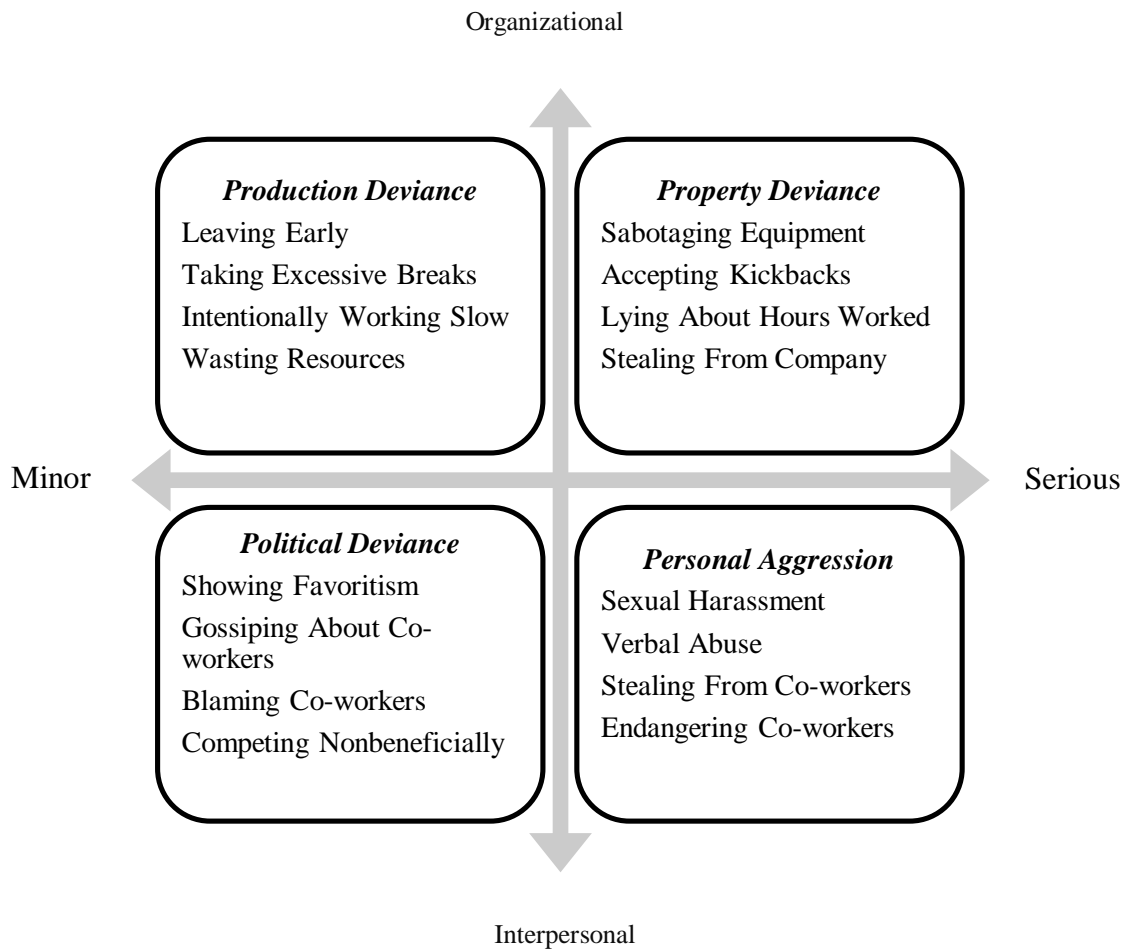 Organizational
Production Deviance
Leaving Early
Taking Excessive Breaks
Intentionally Working Slow
Wasting Resources
Property Deviance
Sabotaging Equipment
Accepting Kickbacks
Lying About Hours Worked
Stealing From Company
Minor
Serious
Political Deviance
Showing Favoritism
Gossiping About Co-
workers
Blaming Co-workers
Competing Nonbeneficially
Personal Aggression
Sexual Harassment
Verbal Abuse
Stealing From Co-workers
Endangering Co-workers
Interpersonal